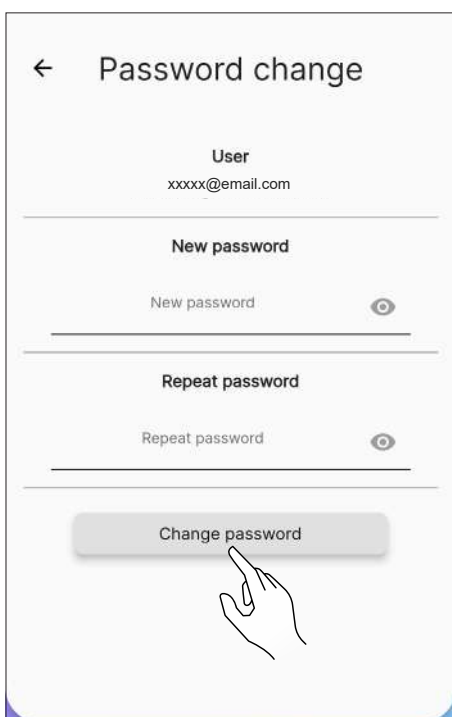 Password change
User
xxxxx@email.com
New password
New password
Repeat password
Repeat password
Change password